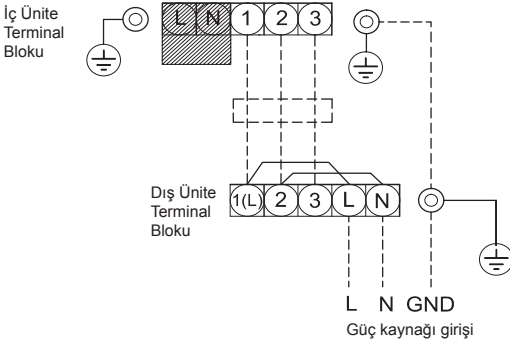 İç Ünite
Terminal
Bloku
L N 1 2 3
Dış Ünite
Terminal
Bloku
1(L) 2 3 L N
L N GND
Güç kaynağı girişi